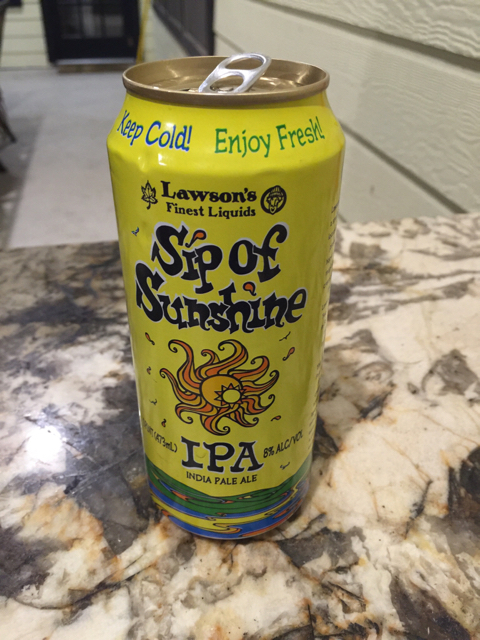 Keep Cold! Enjoy Fresh!
Lawson's
Finest Liquids
Sip of
Sunshine
(473mL)
IPA
8% ALC/VOL
INDIA PALE ALE